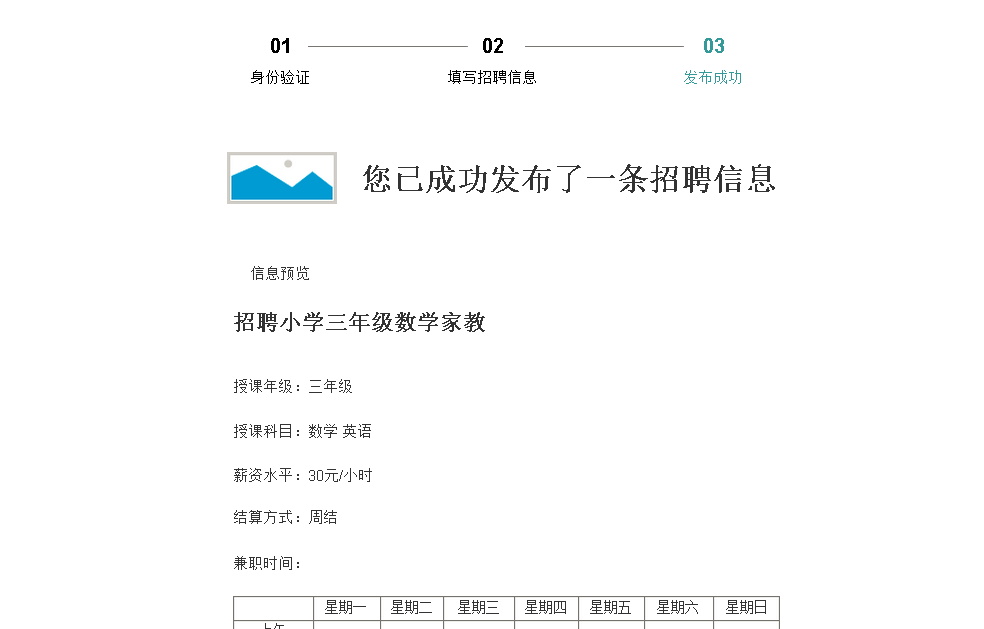 01 02 03
身份验证 填写招聘信息 发布成功
您已成功发布了一条招聘信息
信息预览
招聘小学三年级数学家教
授课年级：三年级
授课科目：数学 英语
薪资水平：30元/小时
结算方式：周结
兼职时间：
星期一 星期二 星期三 星期四 星期五 星期六 星期日
上午